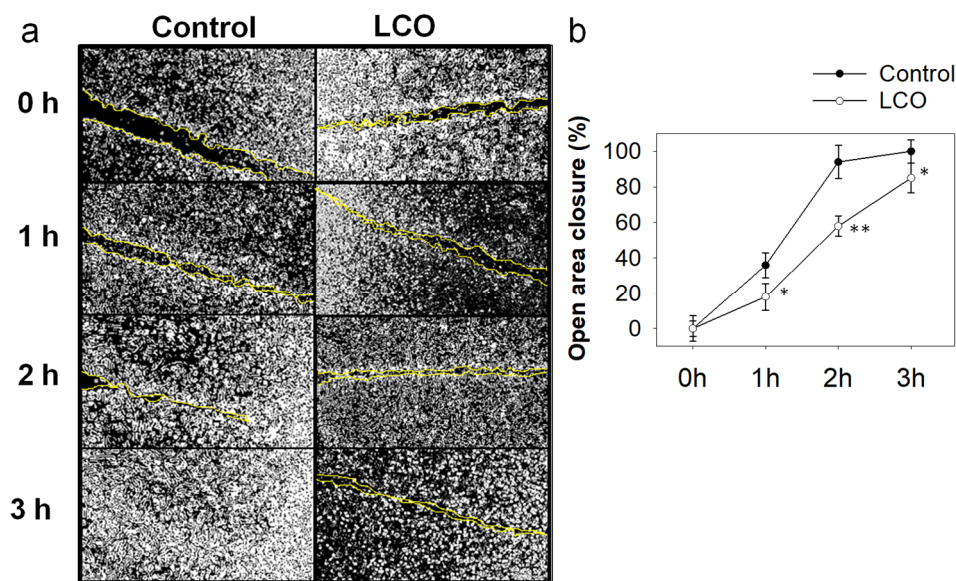 a
Control LCO
0 h
1 h
2 h
3 h
b
Control
LCO
Open area closure (%)
100
80
60
40
20
0
*
**
*
0h 1h 2h 3h